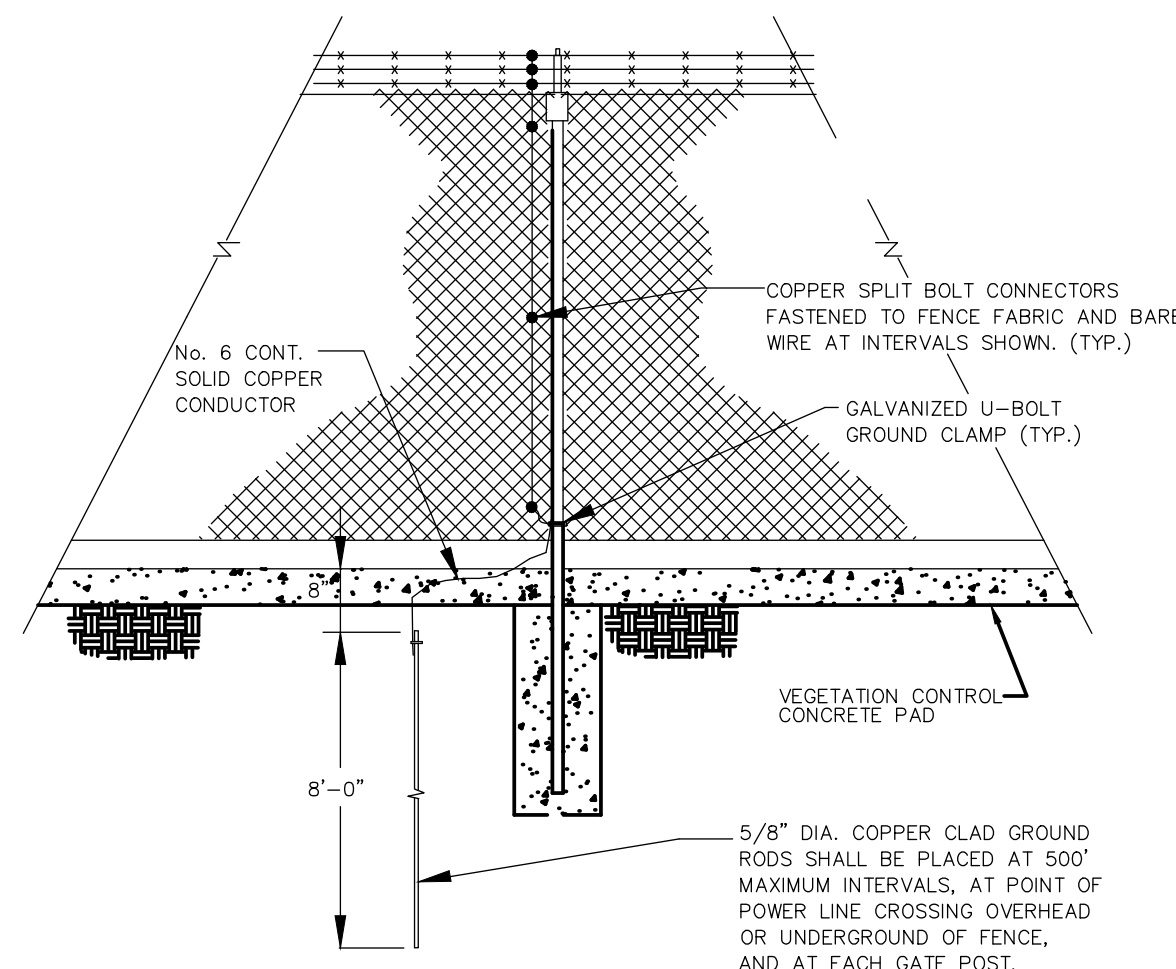 COPPER SPLIT BOLT CONNECTORS
FASTENED TO FENCE FABRIC AND BARE
WIRE AT INTERVALS SHOWN. (TYP.)
No. 6 CONT.
SOLID COPPER
CONDUCTOR
GALVANIZED U-BOLT
GROUND CLAMP (TYP.)
8"
VEGETATION CONTROL
CONCRETE PAD
8'-0"
5/8" DIA. COPPER CLAD GROUND
RODS SHALL BE PLACED AT 500'
MAXIMUM INTERVALS, AT POINT OF
POWER LINE CROSSING OVERHEAD
OR UNDERGROUND OF FENCE,
AND AT EACH GATE POST.